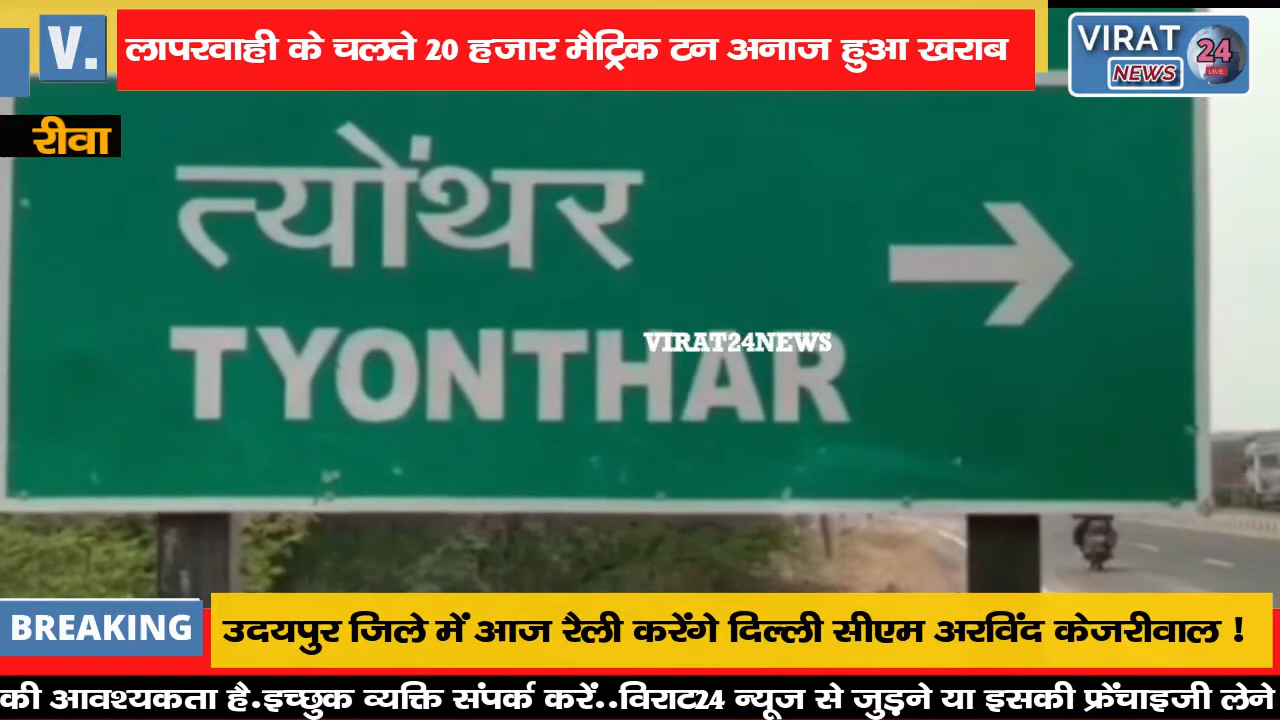 V.
लापरवाही के चलते 20 हजार मैट्रिक टन अनाज हुआ खराब
VIRAT
24
LIVE
NEWS
रीवा
त्योंथर
TYONTHAR
VIRAT24NEWS
BREAKING
उदयपुर जिले में आज रैली करेंगे दिल्ली सीएम अरविंद केजरीवाल !
की आवश्यकता है.इच्छुक व्यक्ति संपर्क करें..विराट24 न्यूज से जुड़ने या इसकी फ्रेंचाइजी लेने